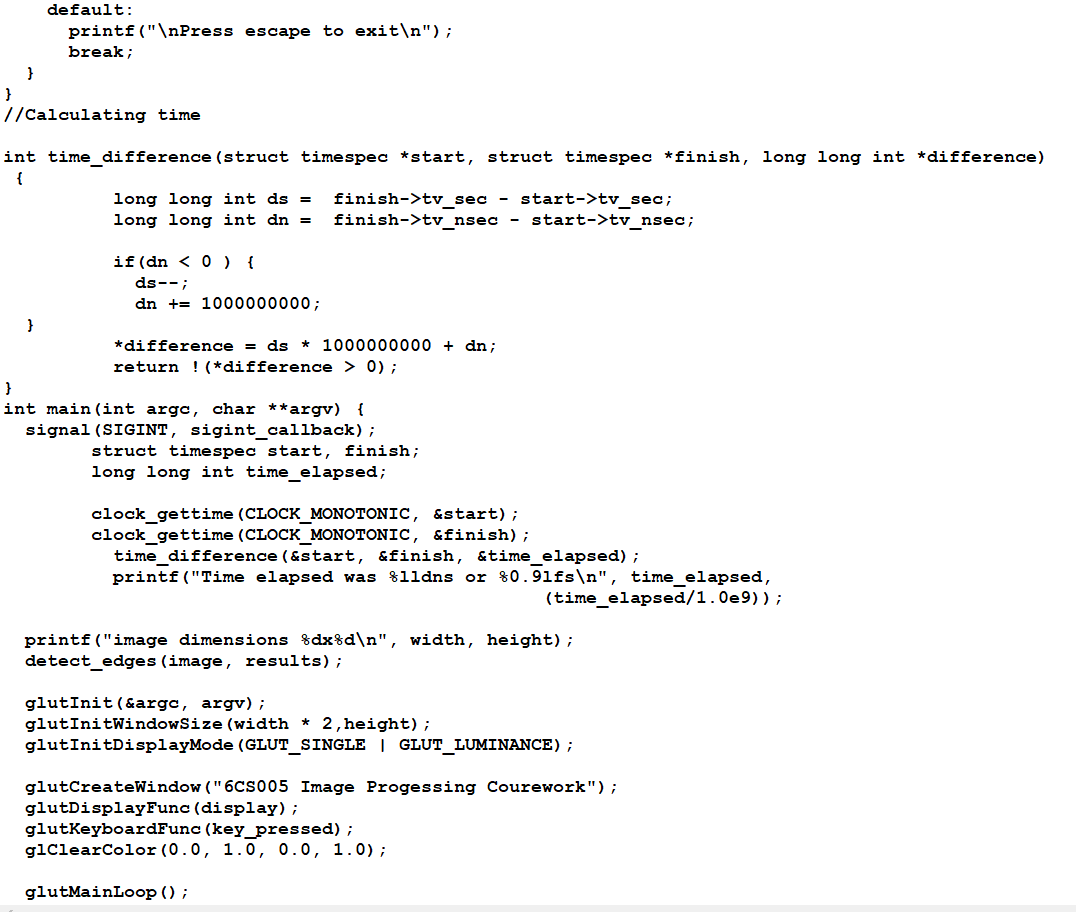 default:
printf("\nPress escape to exit\n");
break;
}
}
//Calculating time
int time_difference(struct timespec *start, struct timespec *finish, long long int *difference)
{
long long int ds =  finish->tv_sec - start->tv_sec;
long long int dn =  finish->tv_nsec - start->tv_nsec;
if(dn < 0 ) {
ds--;
dn += 1000000000;
}
*difference = ds * 1000000000 + dn;
return !(*difference > 0);
}
int main(int argc, char **argv) {
signal(SIGINT, sigint_callback);
struct timespec start, finish;
long long int time_elapsed;
clock_gettime(CLOCK_MONOTONIC, &start);
clock_gettime(CLOCK_MONOTONIC, &finish);
time_difference(&start, &finish, &time_elapsed);
printf("Time elapsed was %lldns or %0.9lfs\n", time_elapsed,
(time_elapsed/1.0e9));
printf("image dimensions %dx%d\n", width, height);
detect_edges(image, results);
glutInit(&argc, argv);
glutInitWindowSize(width * 2,height);
glutInitDisplayMode(GLUT_SINGLE | GLUT_LUMINANCE);
glutCreateWindow("6CS005 Image Progessing Courework");
glutDisplayFunc(display);
glutKeyboardFunc(key_pressed);
glClearColor(0.0, 1.0, 0.0, 1.0);
glutMainLoop();